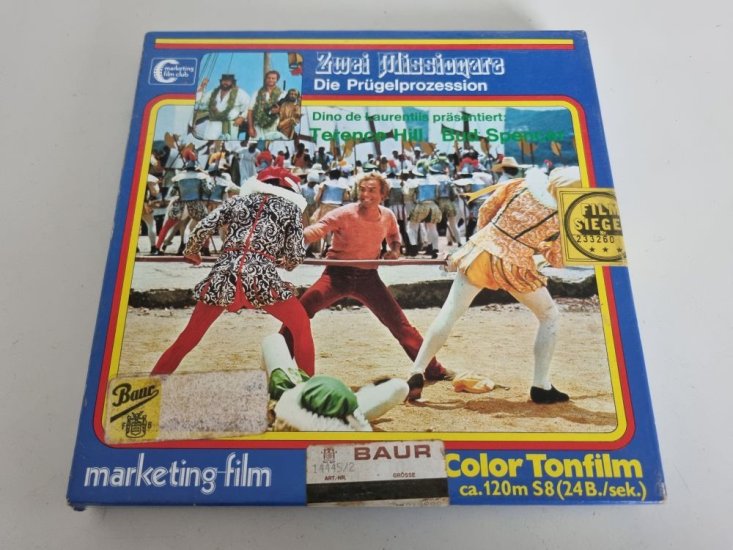 marketing
film club
Zwei Missionare
Die Prügelprozession
Dino de Laurentiis präsentiert:
Terence Hill Bud Spencer
FILM
SIEGEL
233260
Baur
F B
BAUR
14445/2
ART.-NR.
GRÖSSE
marketing-film
Color Tonfilm
ca.120m S8(24B./sek.)